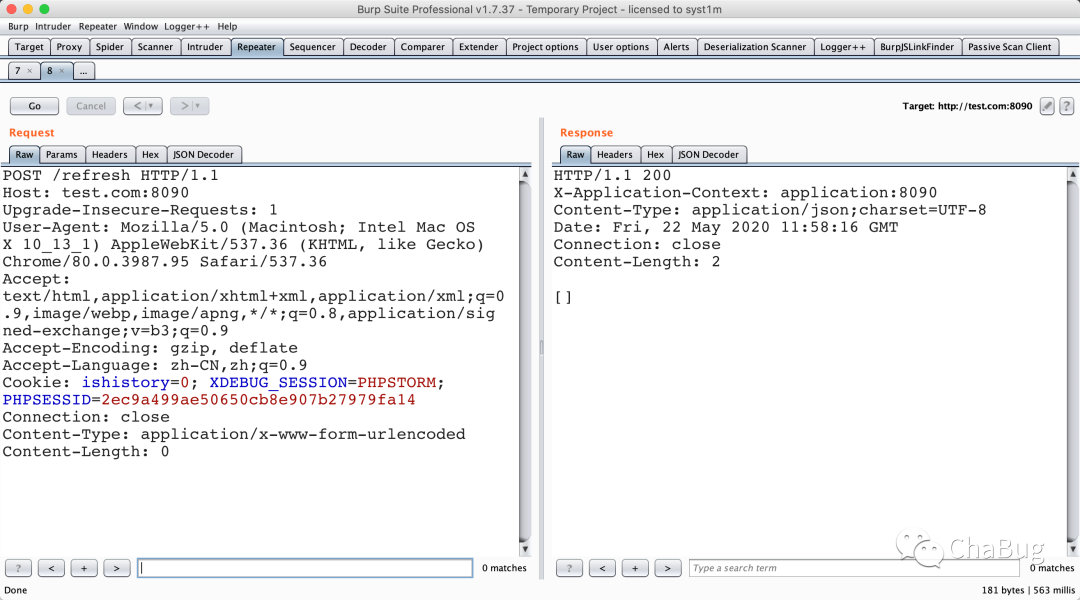 Burp Suite Professional v1.7.37 - Temporary Project - licensed to syst1m
Burp Intruder Repeater Window Logger++ Help
Target Proxy Spider Scanner Intruder Repeater Sequencer Decoder Comparer Extender Project options User options Alerts Deserialization Scanner Logger++ BurpJSLinkFinder Passive Scan Client
7 × 8 × ...
Go Cancel < | ▾ > | ▾ Target: http://test.com:8090 ?
Request
Raw Params Headers Hex JSON Decoder
POST /refresh HTTP/1.1
Host: test.com:8090
Upgrade-Insecure-Requests: 1
User-Agent: Mozilla/5.0 (Macintosh; Intel Mac OS
X 10_13_1) AppleWebKit/537.36 (KHTML, like Gecko)
Chrome/80.0.3987.95 Safari/537.36
Accept:
text/html,application/xhtml+xml,application/xml;q=0
.9,image/webp,image/apng,*/*;q=0.8,application/sig
ned-exchange;v=b3;q=0.9
Accept-Encoding: gzip, deflate
Accept-Language: zh-CN,zh;q=0.9
Cookie: ishistory=0; XDEBUG_SESSION=PHPSTORM;
PHPSESSID=2ec9a499ae50650cb8e907b27979fa14
Connection: close
Content-Type: application/x-www-form-urlencoded
Content-Length: 0
? < + > 0 matches
Response
Raw Headers Hex JSON Decoder
HTTP/1.1 200
X-Application-Context: application:8090
Content-Type: application/json;charset=UTF-8
Date: Fri, 22 May 2020 11:58:16 GMT
Connection: close
Content-Length: 2
[]
? < + > Type a search term 0 matches
ChaBug
Done
181 bytes | 563 millis